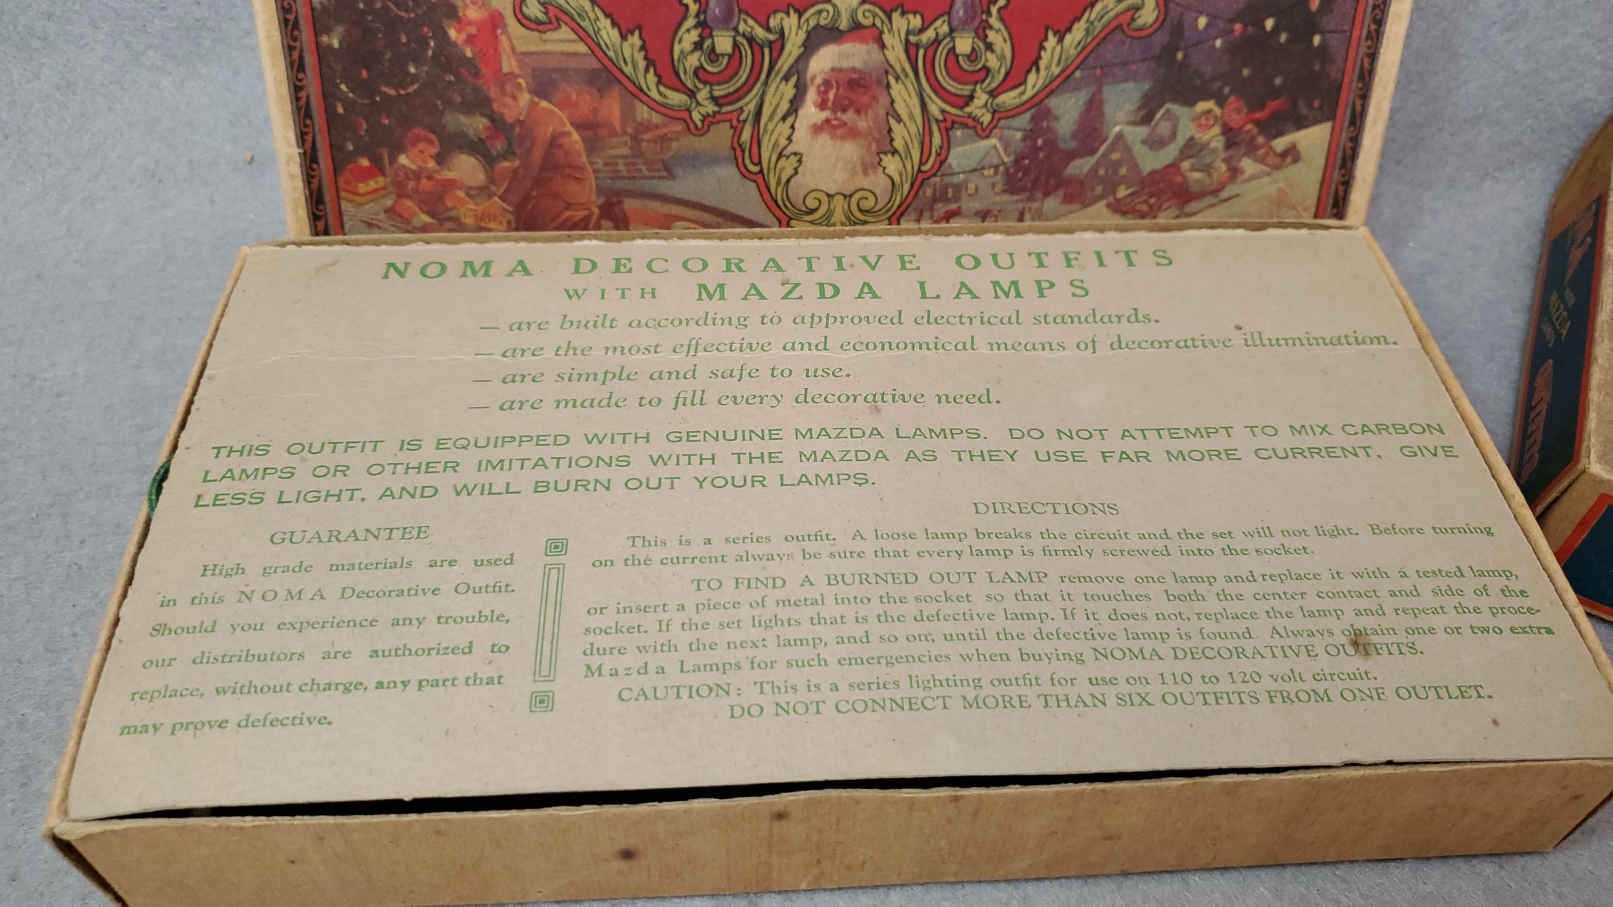 NOMA DECORATIVE OUTFITS
WITH MAZDA LAMPS
— are built according to approved electrical standards.
— are the most effective and economical means of decorative illumination.
— are simple and safe to use.
— are made to fill every decorative need.
THIS OUTFIT IS EQUIPPED WITH GENUINE MAZDA LAMPS. DO NOT ATTEMPT TO MIX CARBON
LAMPS OR OTHER IMITATIONS WITH THE MAZDA AS THEY USE FAR MORE CURRENT, GIVE
LESS LIGHT, AND WILL BURN OUT YOUR LAMPS.
GUARANTEE
High grade materials are used
in this NOMA Decorative Outfit.
Should you experience any trouble,
our distributors are authorized to
replace, without charge, any part that
may prove defective.
DIRECTIONS
This is a series outfit. A loose lamp breaks the circuit and the set will not light. Before turning
on the current always be sure that every lamp is firmly screwed into the socket.
TO FIND A BURNED OUT LAMP remove one lamp and replace it with a tested lamp,
or insert a piece of metal into the socket so that it touches both the center contact and side of the
socket. If the set lights that is the defective lamp. If it does not, replace the lamp and repeat the proce-
dure with the next lamp, and so on, until the defective lamp is found. Always obtain one or two extra
Mazda Lamps for such emergencies when buying NOMA DECORATIVE OUTFITS.
CAUTION: This is a series lighting outfit for use on 110 to 120 volt circuit.
DO NOT CONNECT MORE THAN SIX OUTFITS FROM ONE OUTLET.
MAZDA